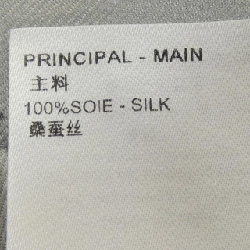 PRINCIPAL - MAIN
主料
100%SOIE - SILK
桑蚕丝